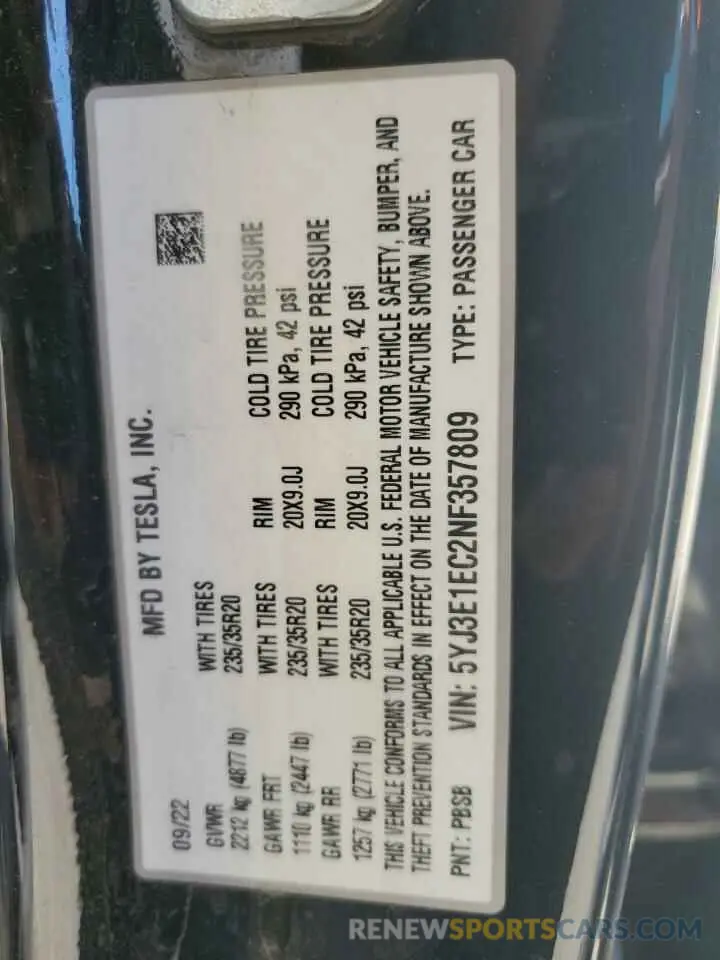 MFD BY TESLA, INC.
09/22
GVWR WITH TIRES
2212 kg (4877 lb) 235/35R20
GAWR FRT WITH TIRES RIM COLD TIRE PRESSURE
1110 kg (2447 lb) 235/35R20 20X9.0J 290 kPa, 42 psi
GAWR RR WITH TIRES RIM COLD TIRE PRESSURE
1257 kg (2771 lb) 235/35R20 20X9.0J 290 kPa, 42 psi
THIS VEHICLE CONFORMS TO ALL APPLICABLE U.S. FEDERAL MOTOR VEHICLE SAFETY, BUMPER, AND
THEFT PREVENTION STANDARDS IN EFFECT ON THE DATE OF MANUFACTURE SHOWN ABOVE.
PNT: PBSB VIN: 5YJ3E1EC2NF357809 TYPE: PASSENGER CAR
RENEWSPORTSCARS.COM